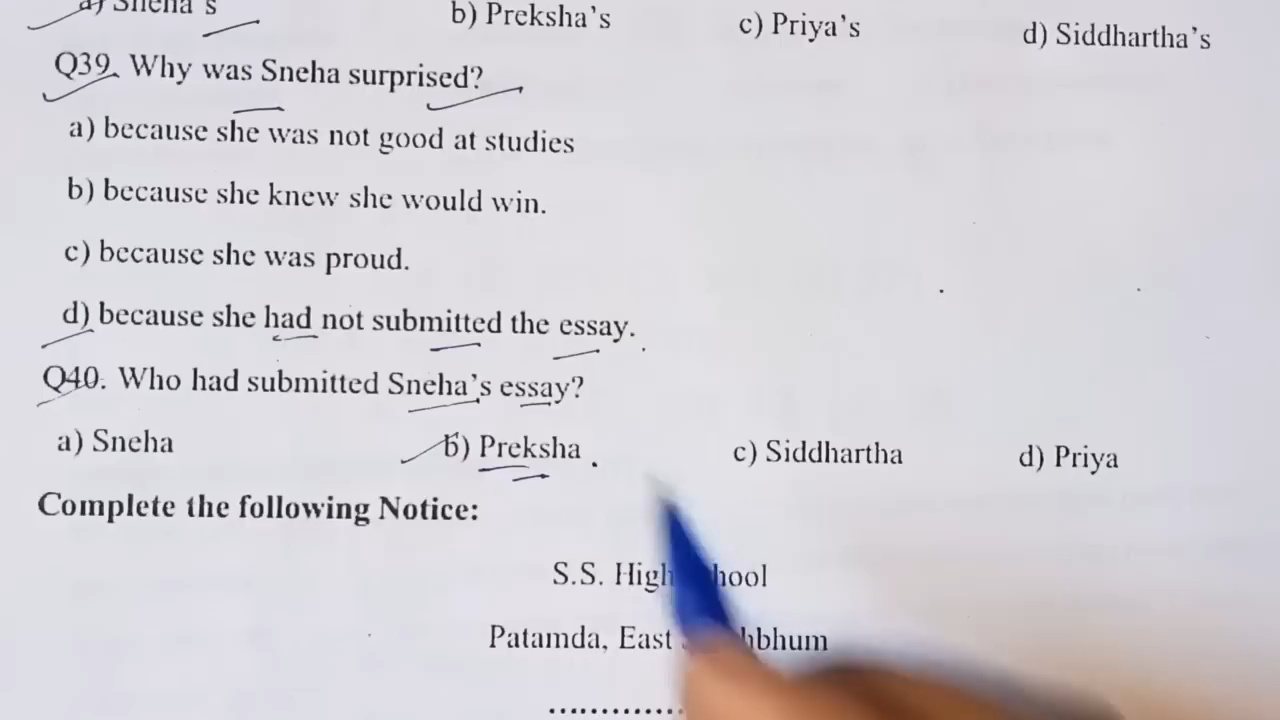 a) Sneha's b) Preksha's c) Priya's d) Siddhartha's
Q39. Why was Sneha surprised?
a) because she was not good at studies
b) because she knew she would win.
c) because she was proud.
d) because she had not submitted the essay.
Q40. Who had submitted Sneha's essay?
a) Sneha b) Preksha c) Siddhartha d) Priya
Complete the following Notice:
S.S. High School
Patamda, East
.............